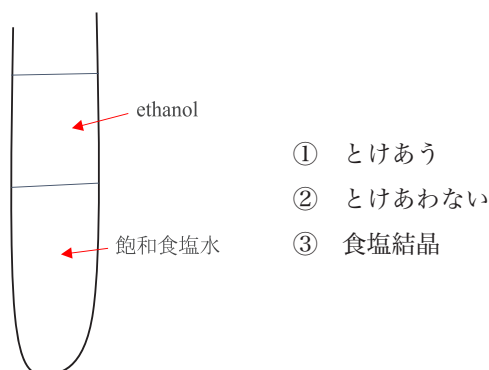 ethanol
飽和食塩水
① とけあう
② とけあわない
③ 食塩結晶